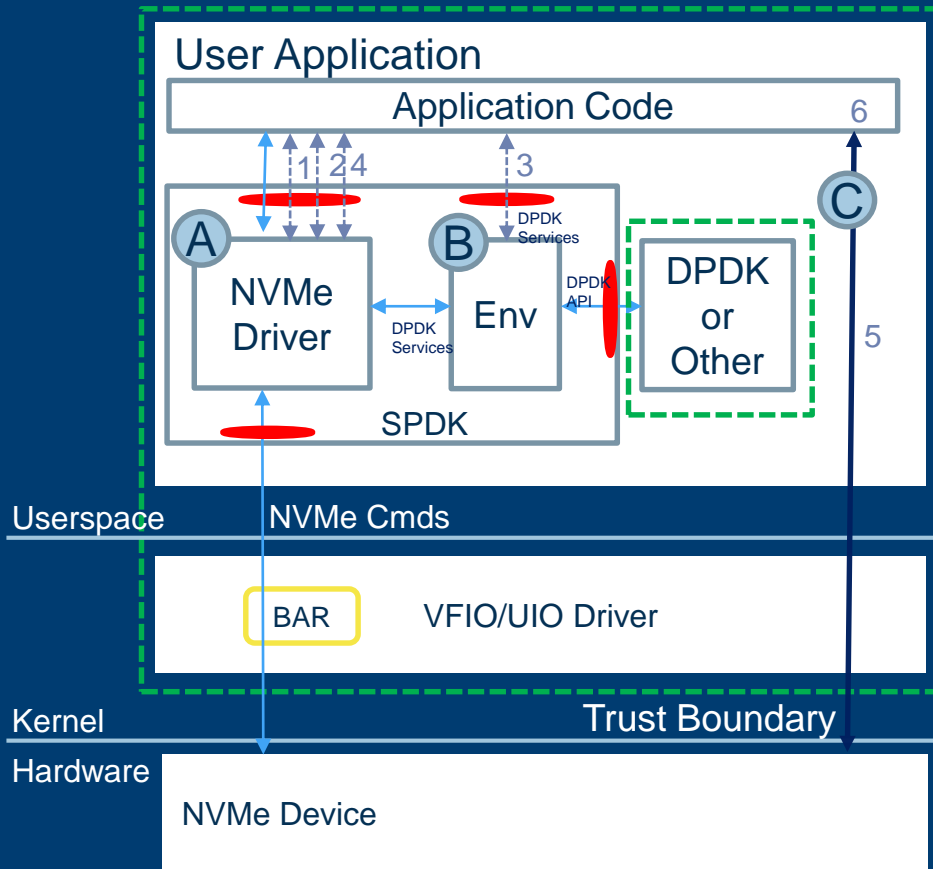 User Application
Application Code
6
1
2
4
3
C
A
B
DPDK
Services
NVMe
Driver
DPDK
Services
Env
DPDK
API
DPDK
or
Other
5
SPDK
Userspace
NVMe Cmds
BAR
VFIO/UIO Driver
Kernel
Trust Boundary
Hardware
NVMe Device